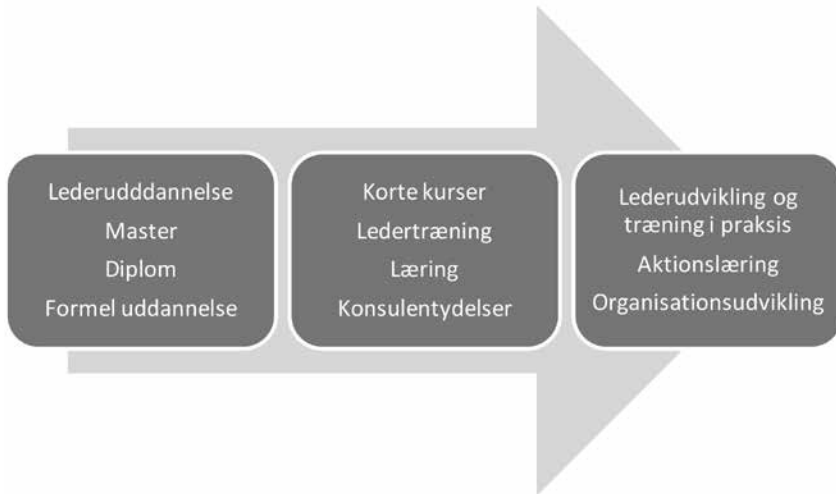 Lederudddannelse
Master
Diplom
Formel uddannelse
Korte kurser
Ledertræning
Læring
Konsulentydelser
Lederudvikling og
træning i praksis
Aktionslæring
Organisationsudvikling